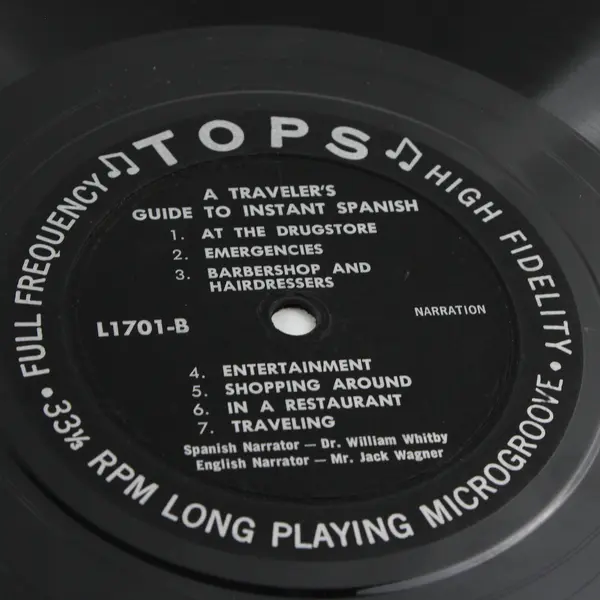 TOPS
FULL FREQUENCY
HIGH FIDELITY
• 33⅓ RPM LONG PLAYING MICROGROOVE •
A TRAVELER'S
GUIDE TO INSTANT SPANISH
1. AT THE DRUGSTORE
2. EMERGENCIES
3. BARBERSHOP AND
HAIRDRESSERS
L1701-B
NARRATION
4. ENTERTAINMENT
5. SHOPPING AROUND
6. IN A RESTAURANT
7. TRAVELING
Spanish Narrator — Dr. William Whitby
English Narrator — Mr. Jack Wagner